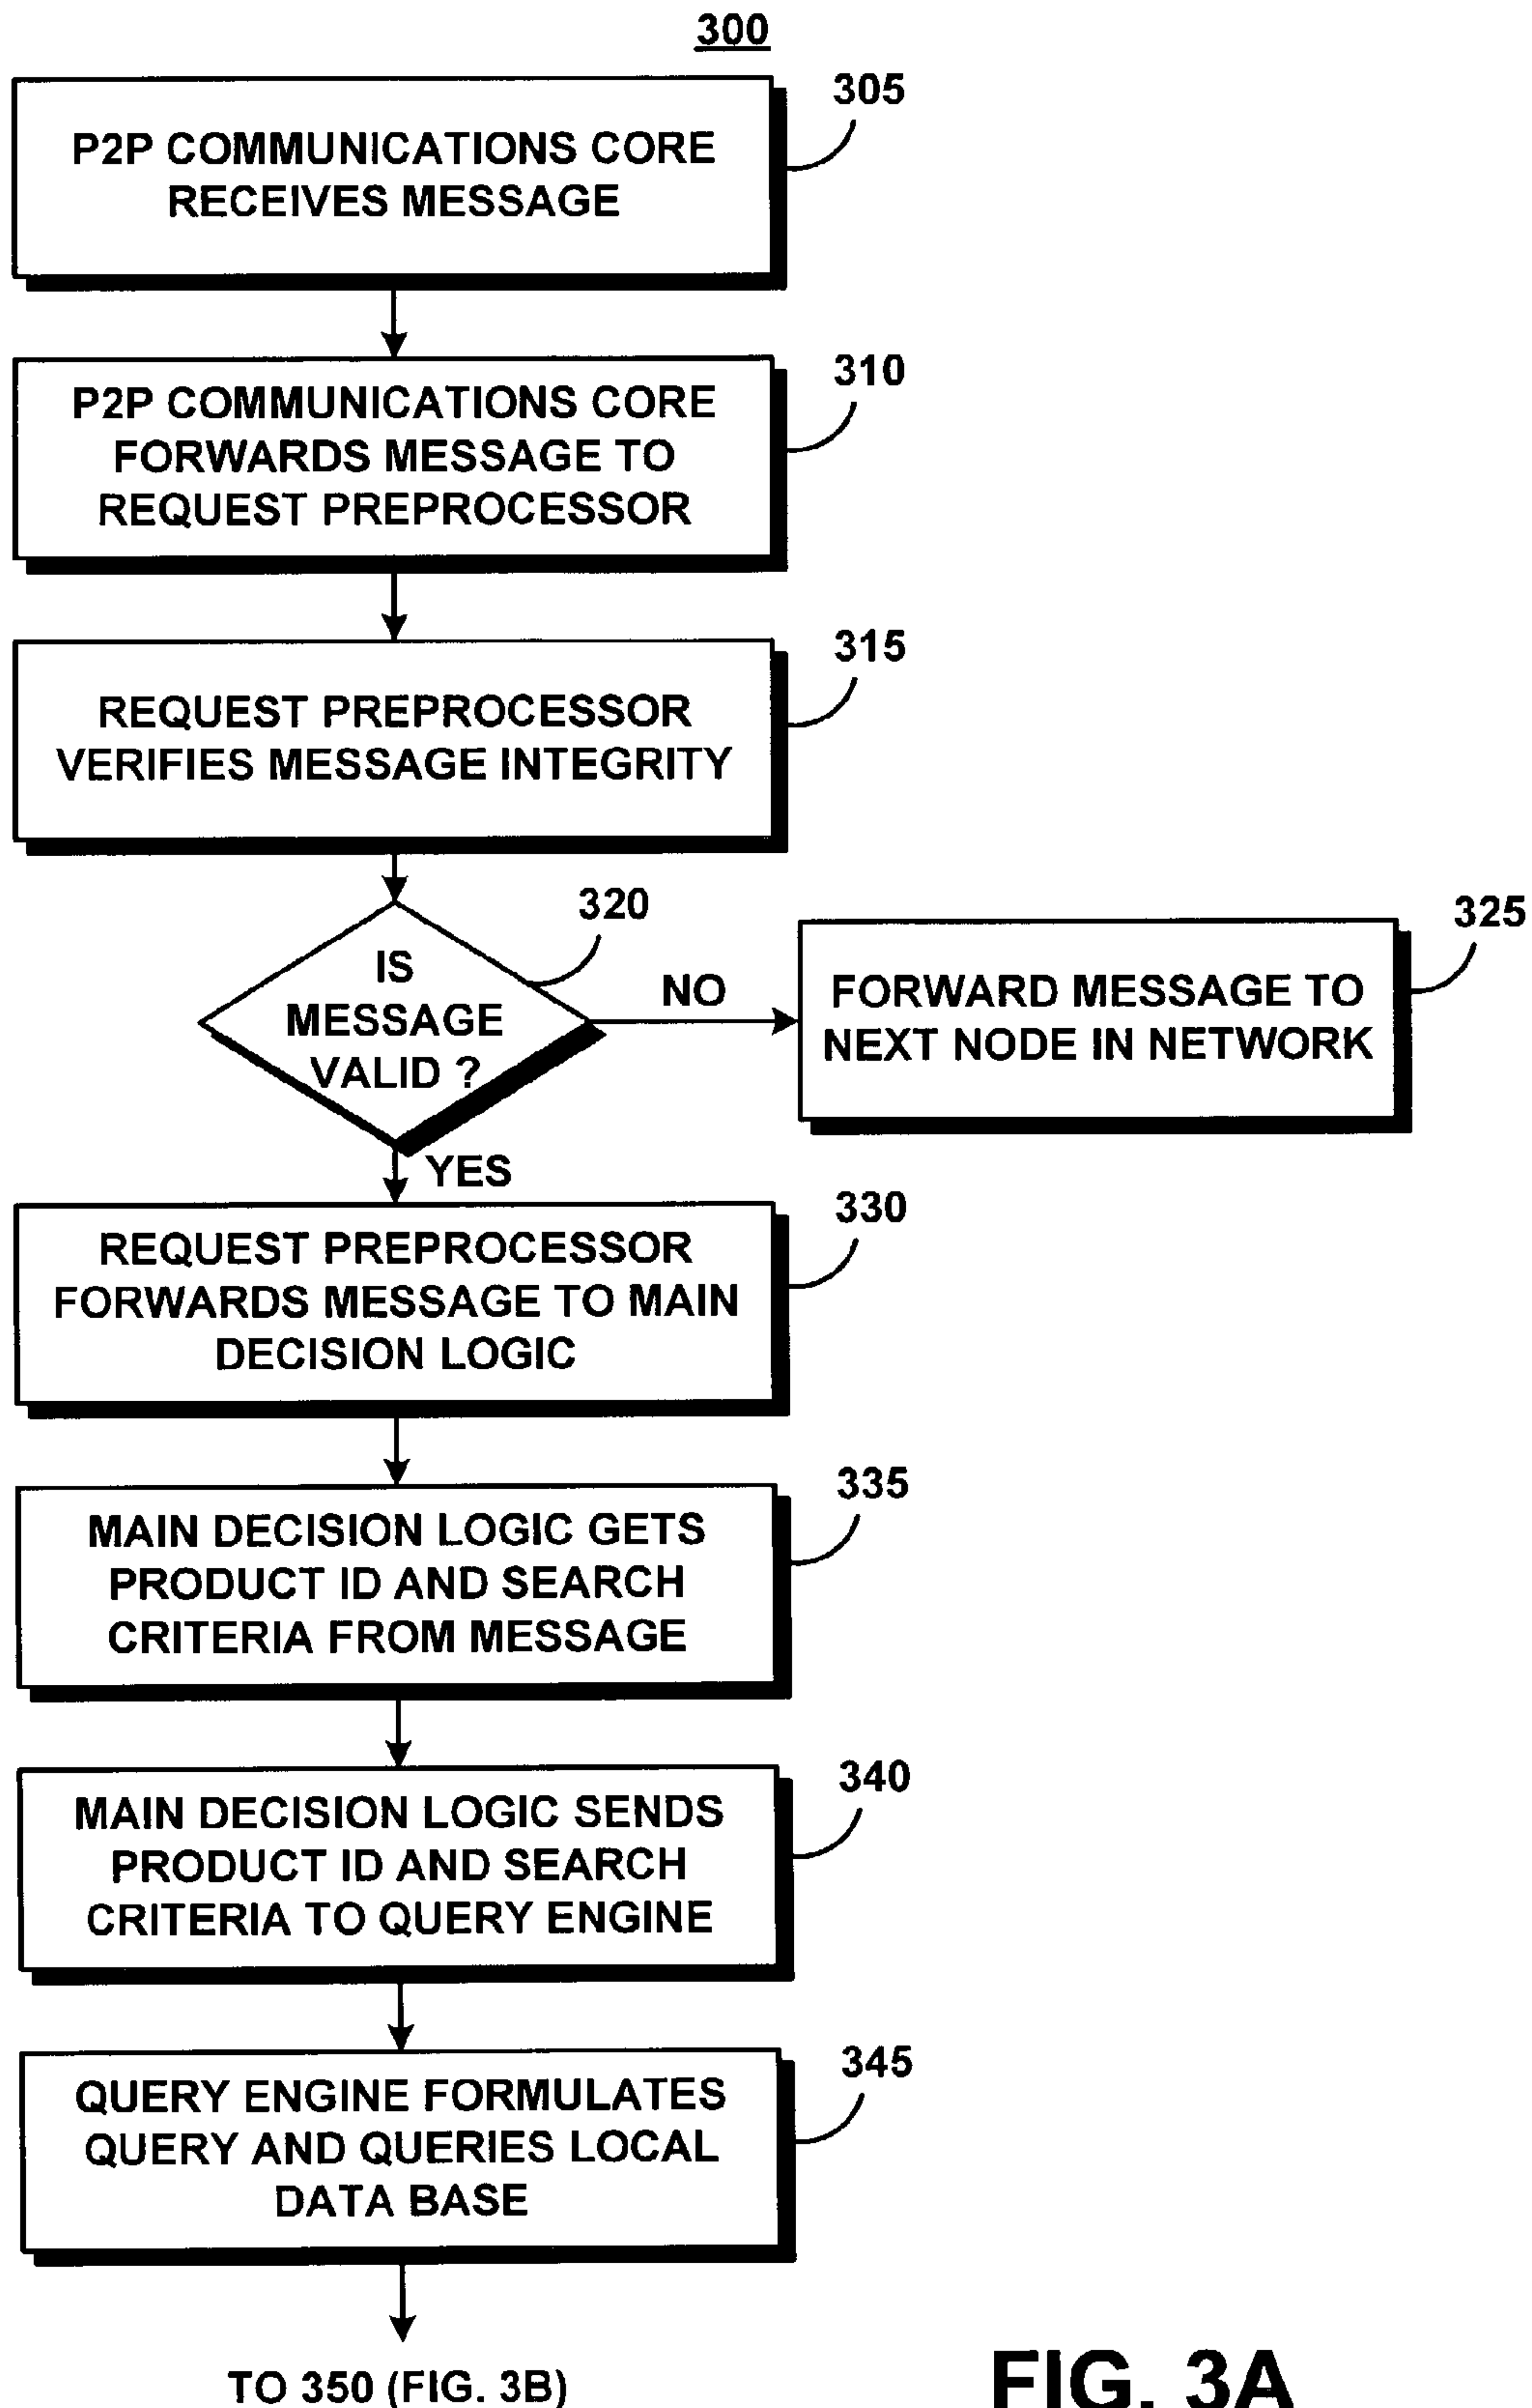 300
305
P2P COMMUNICATIONS CORE
RECEIVES MESSAGE
310
P2P COMMUNICATIONS CORE
FORWARDS MESSAGE TO
REQUEST PREPROCESSOR
315
REQUEST PREPROCESSOR
VERIFIES MESSAGE INTEGRITY
320
IS
MESSAGE
VALID ?
NO
325
FORWARD MESSAGE TO
NEXT NODE IN NETWORK
YES
330
REQUEST PREPROCESSOR
FORWARDS MESSAGE TO MAIN
DECISION LOGIC
335
MAIN DECISION LOGIC GETS
PRODUCT ID AND SEARCH
CRITERIA FROM MESSAGE
340
MAIN DECISION LOGIC SENDS
PRODUCT ID AND SEARCH
CRITERIA TO QUERY ENGINE
345
QUERY ENGINE FORMULATES
QUERY AND QUERIES LOCAL
DATA BASE
TO 350 (FIG. 3B)
FIG. 3A